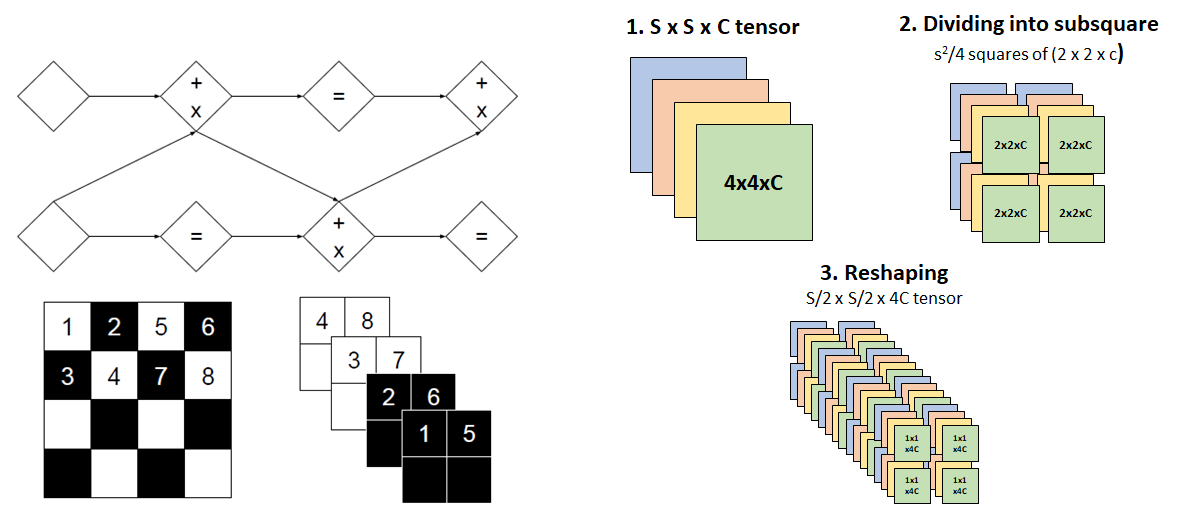 +
x
=
+
x
=
+
x
=
1 2 5 6
3 4 7 8
4 8
3 7
2 6
1 5
1. S x S x C tensor
4x4xC
2. Dividing into subsquare
s²/4 squares of (2 x 2 x c)
2x2xC 2x2xC
2x2xC 2x2xC
3. Reshaping
S/2 x S/2 x 4C tensor
1x1 1x1
x4C x4C
1x1 1x1
x4C x4C